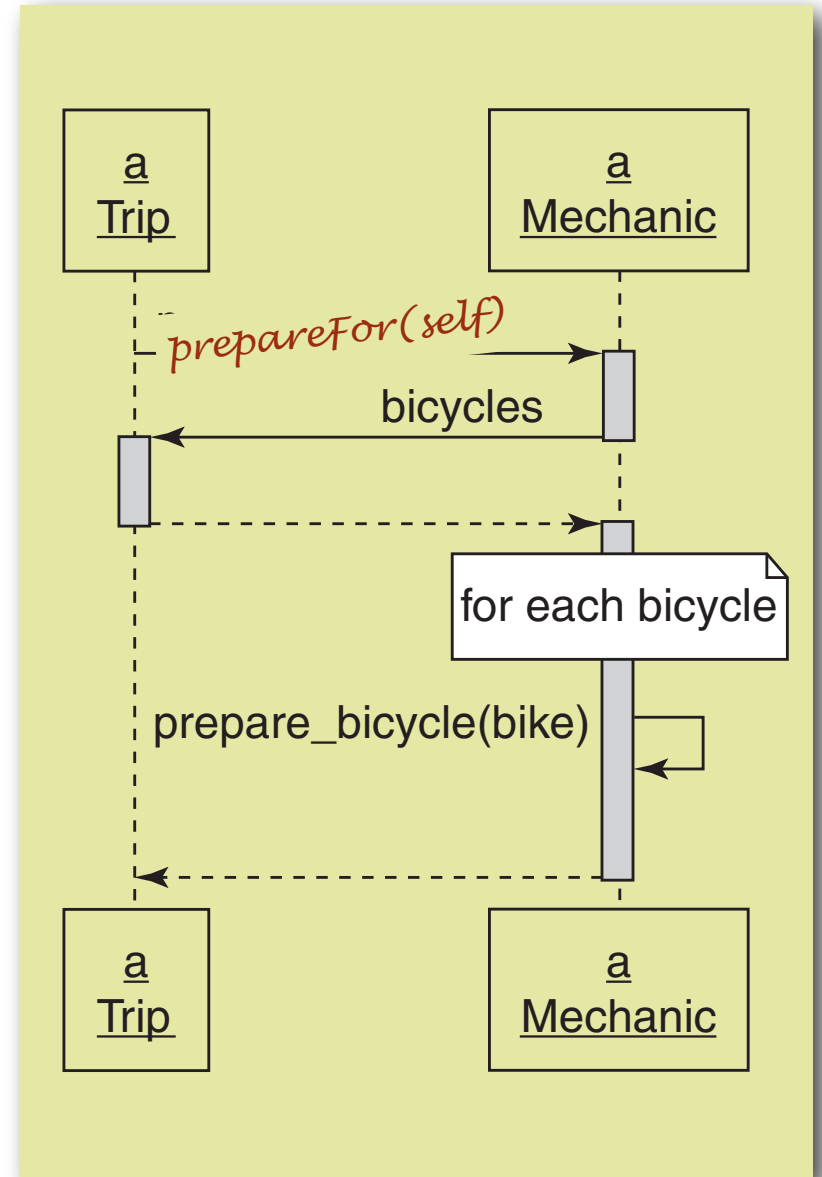 a
Trip
a
Mechanic
prepareFor(self)
bicycles
for each bicycle
prepare_bicycle(bike)
a
Trip
a
Mechanic